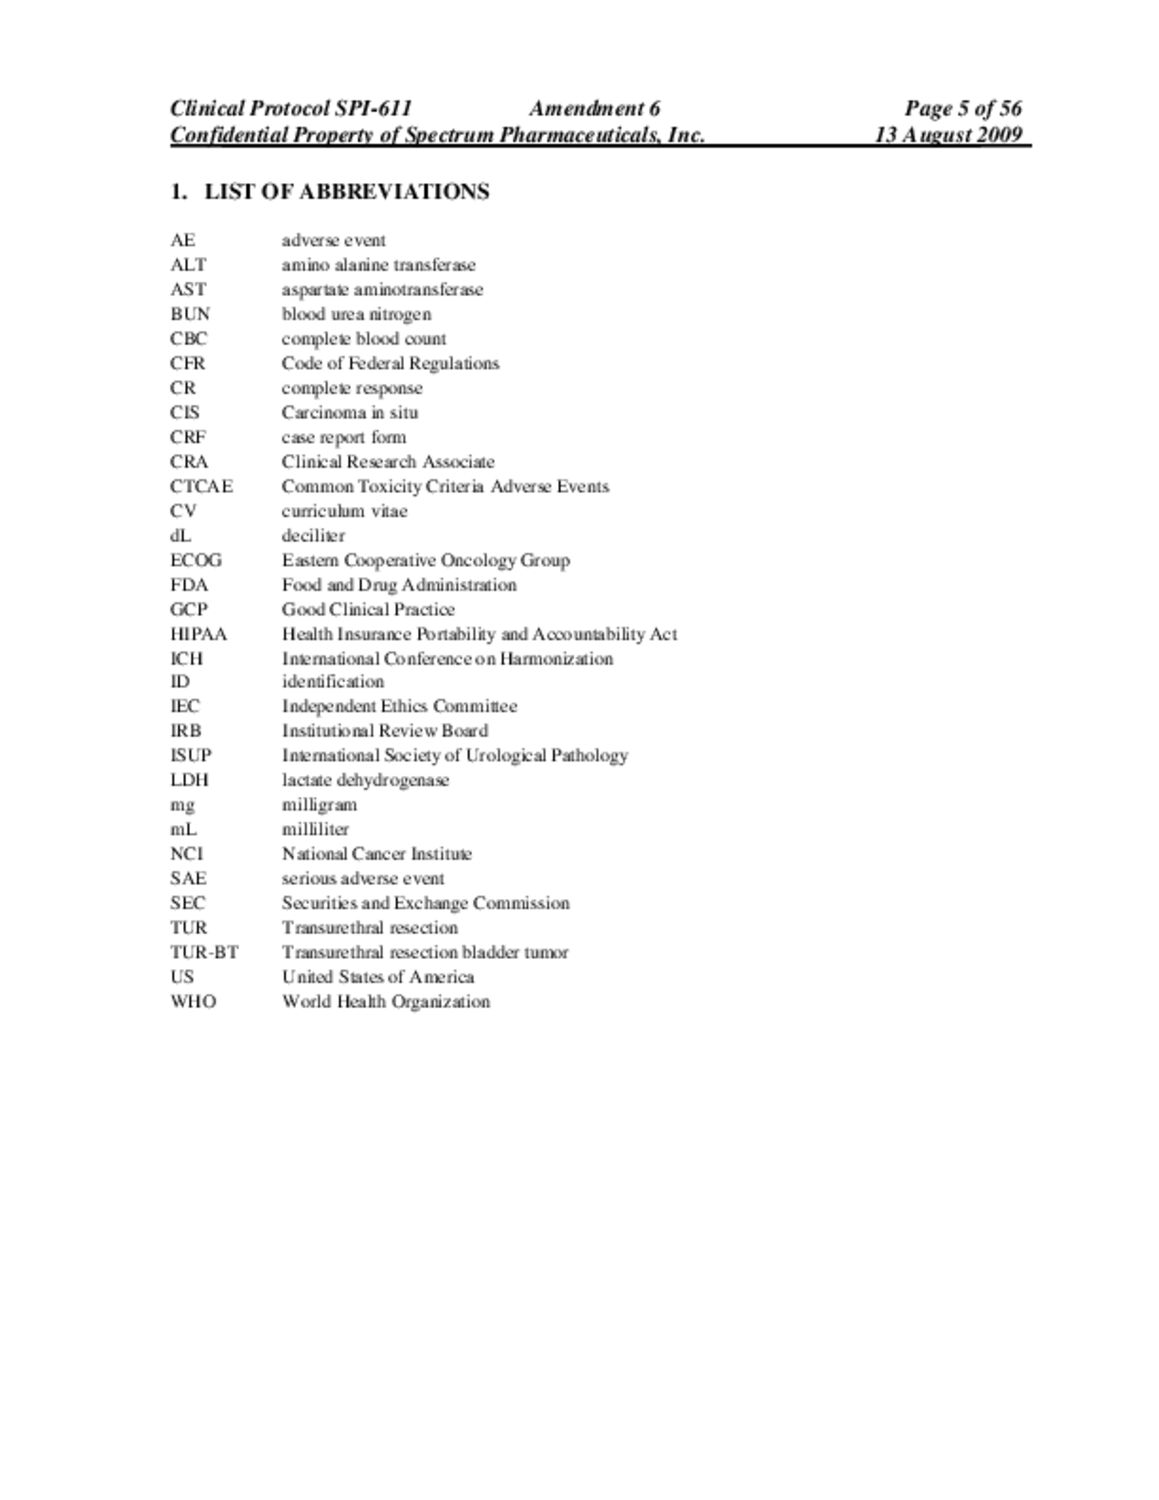 Clinical Protocol SPI-611 Amendment 6 Page 5 of 56
Confidential Property of Spectrum Pharmaceuticals, Inc. 13 August 2009
1. LIST OF ABBREVIATIONS
AE adverse event
ALT amino alanine transferase
AST aspartate aminotransferase
BUN blood urea nitrogen
CBC complete blood count
CFR Code of Federal Regulations
CR complete response
CIS Carcinoma in situ
CRF case report form
CRA Clinical Research Associate
CTCAE Common Toxicity Criteria Adverse Events
CV curriculum vitae
dL deciliter
ECOG Eastern Cooperative Oncology Group
FDA Food and Drug Administration
GCP Good Clinical Practice
HIPAA Health Insurance Portability and Accountability Act
ICH International Conference on Harmonization
ID identification
IEC Independent Ethics Committee
IRB Institutional Review Board
ISUP International Society of Urological Pathology
LDH lactate dehydrogenase
mg milligram
mL milliliter
NCI National Cancer Institute
SAE serious adverse event
SEC Securities and Exchange Commission
TUR Transurethral resection
TUR-BT Transurethral resection bladder tumor
US United States of America
WHO World Health Organization